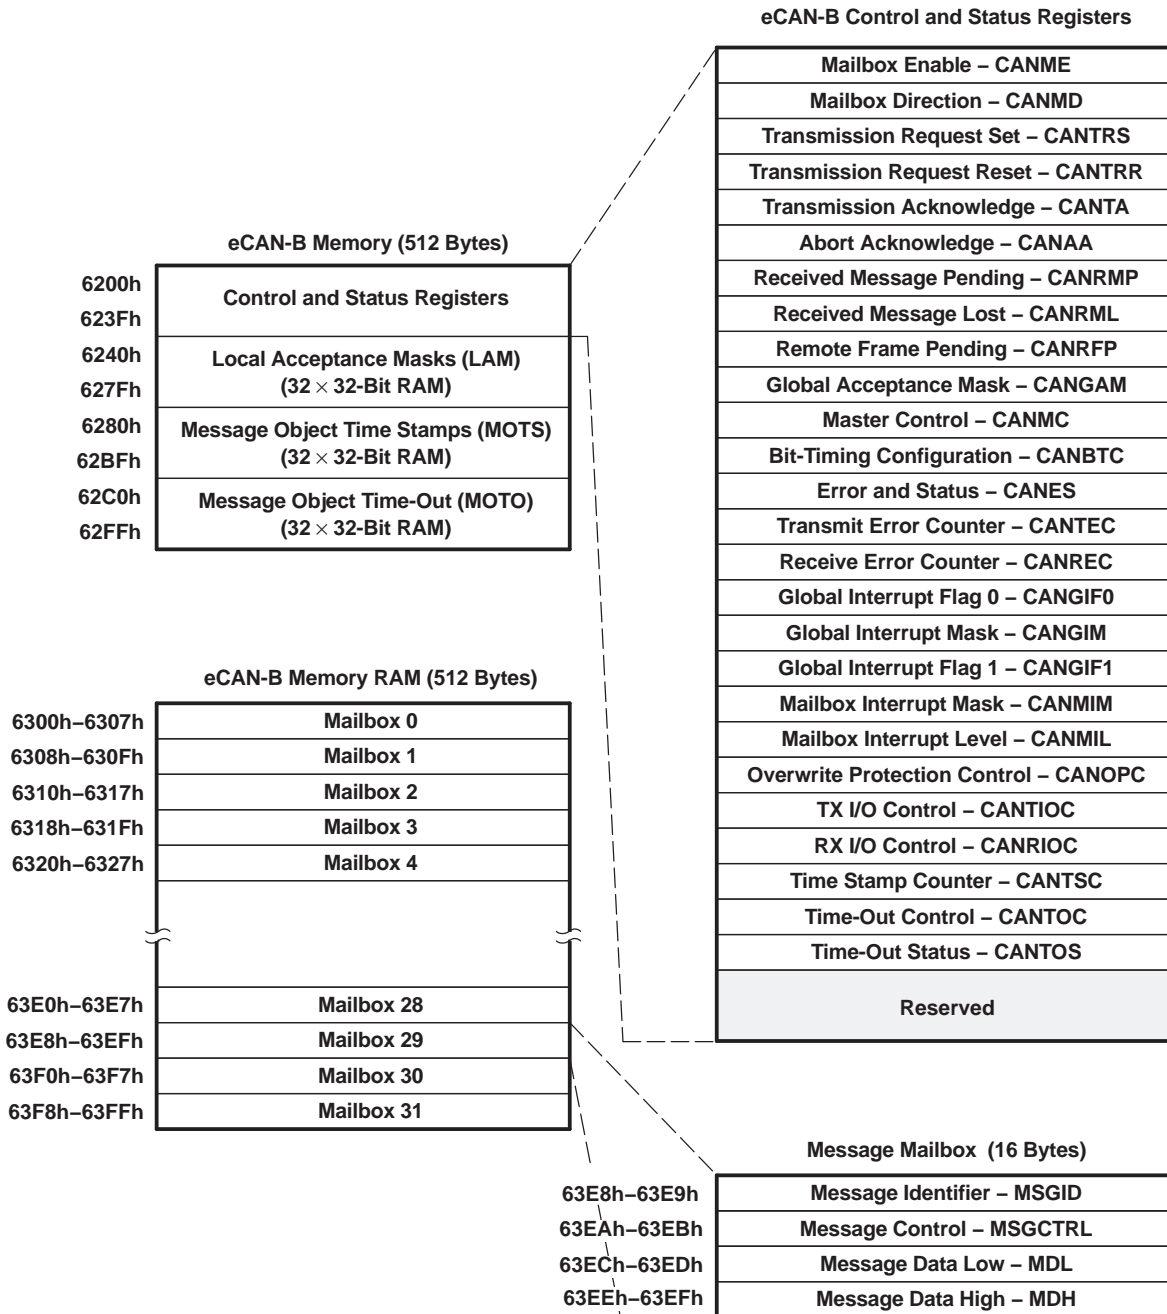 eCAN-B Control and Status Registers
Mailbox Enable – CANME
Mailbox Direction – CANMD
Transmission Request Set – CANTRS
Transmission Request Reset – CANTRR
Transmission Acknowledge – CANTA
Abort Acknowledge – CANAA
Received Message Pending – CANRMP
Received Message Lost – CANRML
Remote Frame Pending – CANRFP
Global Acceptance Mask – CANGAM
Master Control – CANMC
Bit-Timing Configuration – CANBTC
Error and Status – CANES
Transmit Error Counter – CANTEC
Receive Error Counter – CANREC
Global Interrupt Flag 0 – CANGIF0
Global Interrupt Mask – CANGIM
Global Interrupt Flag 1 – CANGIF1
Mailbox Interrupt Mask – CANMIM
Mailbox Interrupt Level – CANMIL
Overwrite Protection Control – CANOPC
TX I/O Control – CANTIOC
RX I/O Control – CANRIOC
Time Stamp Counter – CANTSC
Time-Out Control – CANTOC
Time-Out Status – CANTOS
Reserved
eCAN-B Memory (512 Bytes)
6200h
Control and Status Registers
623Fh
6240h
Local Acceptance Masks (LAM)
(32 × 32-Bit RAM)
627Fh
6280h
Message Object Time Stamps (MOTS)
(32 × 32-Bit RAM)
62BFh
62C0h
Message Object Time-Out (MOTO)
(32 × 32-Bit RAM)
62FFh
eCAN-B Memory RAM (512 Bytes)
6300h–6307h Mailbox 0
6308h–630Fh Mailbox 1
6310h–6317h Mailbox 2
6318h–631Fh Mailbox 3
6320h–6327h Mailbox 4
63E0h–63E7h Mailbox 28
63E8h–63EFh Mailbox 29
63F0h–63F7h Mailbox 30
63F8h–63FFh Mailbox 31
Message Mailbox (16 Bytes)
63E8h–63E9h Message Identifier – MSGID
63EAh–63EBh Message Control – MSGCTRL
63ECh–63EDh Message Data Low – MDL
63EEh–63EFh Message Data High – MDH